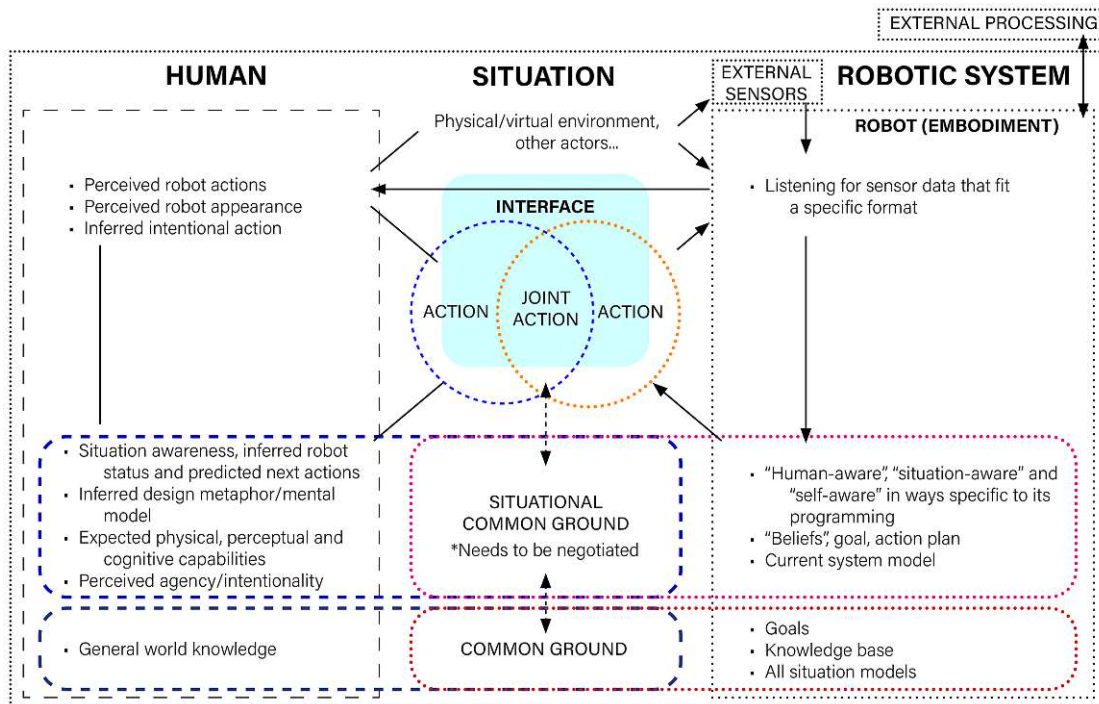 EXTERNAL PROCESSING
HUMAN
SITUATION
EXTERNAL
SENSORS
ROBOTIC SYSTEM
ROBOT (EMBODIMENT)
Physical/virtual environment,
other actors...
▪ Perceived robot actions
▪ Perceived robot appearance
▪ Inferred intentional action
INTERFACE
ACTION
JOINT
ACTION
ACTION
▪ Listening for sensor data that fit
a specific format
▪ Situation awareness, inferred robot
status and predicted next actions
▪ Inferred design metaphor/mental
model
▪ Expected physical, perceptual and
cognitive capabilities
▪ Perceived agency/intentionality
SITUATIONAL
COMMON GROUND
*Needs to be negotiated
▪ “Human-aware”, “situation-aware” and
“self-aware” in ways specific to its
programming
▪ “Beliefs”, goal, action plan
▪ Current system model
▪ General world knowledge
COMMON GROUND
▪ Goals
▪ Knowledge base
▪ All situation models